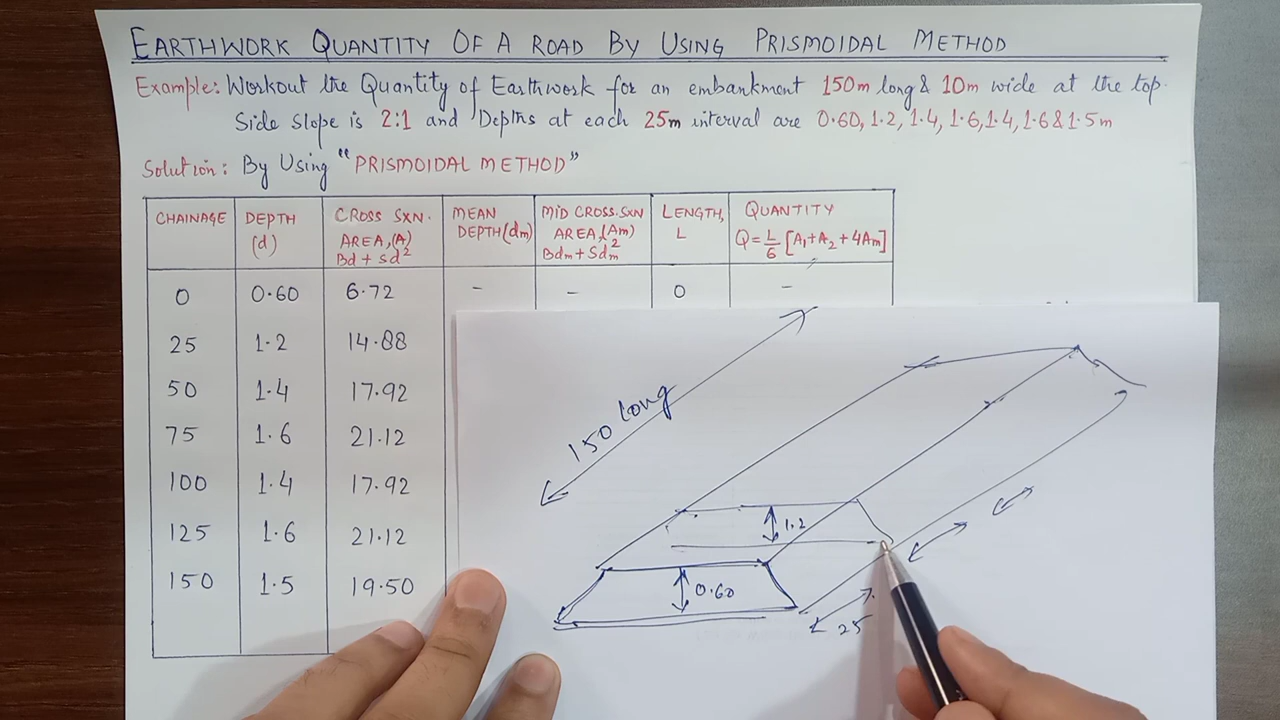 EARTHWORK QUANTITY OF A ROAD BY USING PRISMOIDAL METHOD
Example: Workout the Quantity of Earthwork for an embankment 150m long & 10m wide at the top.
Side Slope is 2:1 and Depths at each 25m interval are 0.60, 1.2, 1.4, 1.6, 1.4, 1.6 & 1.5m
Solution: By Using "PRISMOIDAL METHOD"
CHAINAGE DEPTH (d) CROSS SXN. AREA, (A) Bd + Sd² MEAN DEPTH (dm) MID CROSS. SXN AREA, (Am) Bdm + Sdm² LENGTH, L QUANTITY Q = L/6 [A₁ + A₂ + 4Am]
0 0.60 6.72 - - 0 -
25 1.2 14.88
50 1.4 17.92
75 1.6 21.12
100 1.4 17.92
125 1.6 21.12
150 1.5 19.50
150 long
1.2
0.60
25